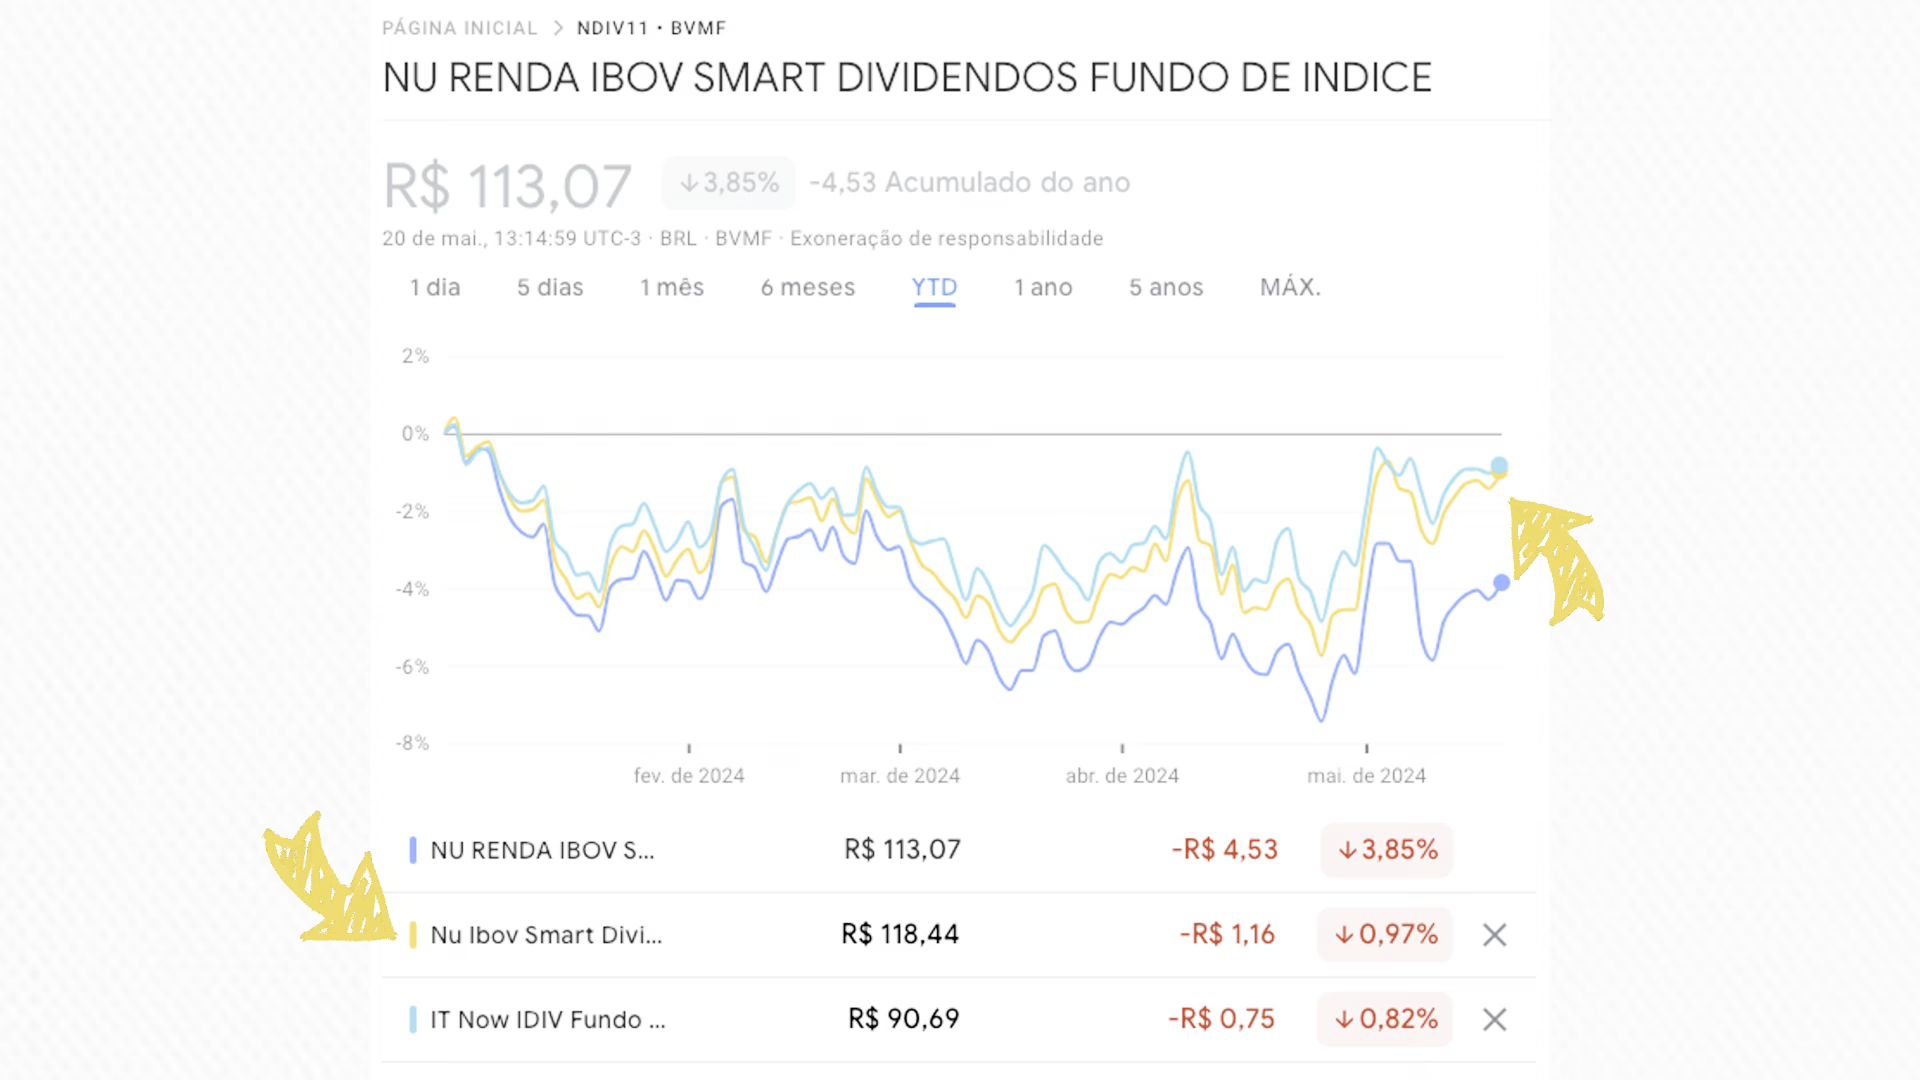 PÁGINA INICIAL > NDIV11 • BVMF
NU RENDA IBOV SMART DIVIDENDOS FUNDO DE INDICE
R$ 113,07 ↓3,85% -4,53 Acumulado do ano
20 de mai., 13:14:59 UTC-3 · BRL · BVMF · Exoneração de responsabilidade
1 dia 5 dias 1 mês 6 meses YTD 1 ano 5 anos MÁX.
2%
0%
-2%
-4%
-6%
-8%
fev. de 2024 mar. de 2024 abr. de 2024 mai. de 2024
NU RENDA IBOV S... R$ 113,07 -R$ 4,53 ↓3,85%
Nu Ibov Smart Divi... R$ 118,44 -R$ 1,16 ↓0,97%
IT Now IDIV Fundo ... R$ 90,69 -R$ 0,75 ↓0,82%